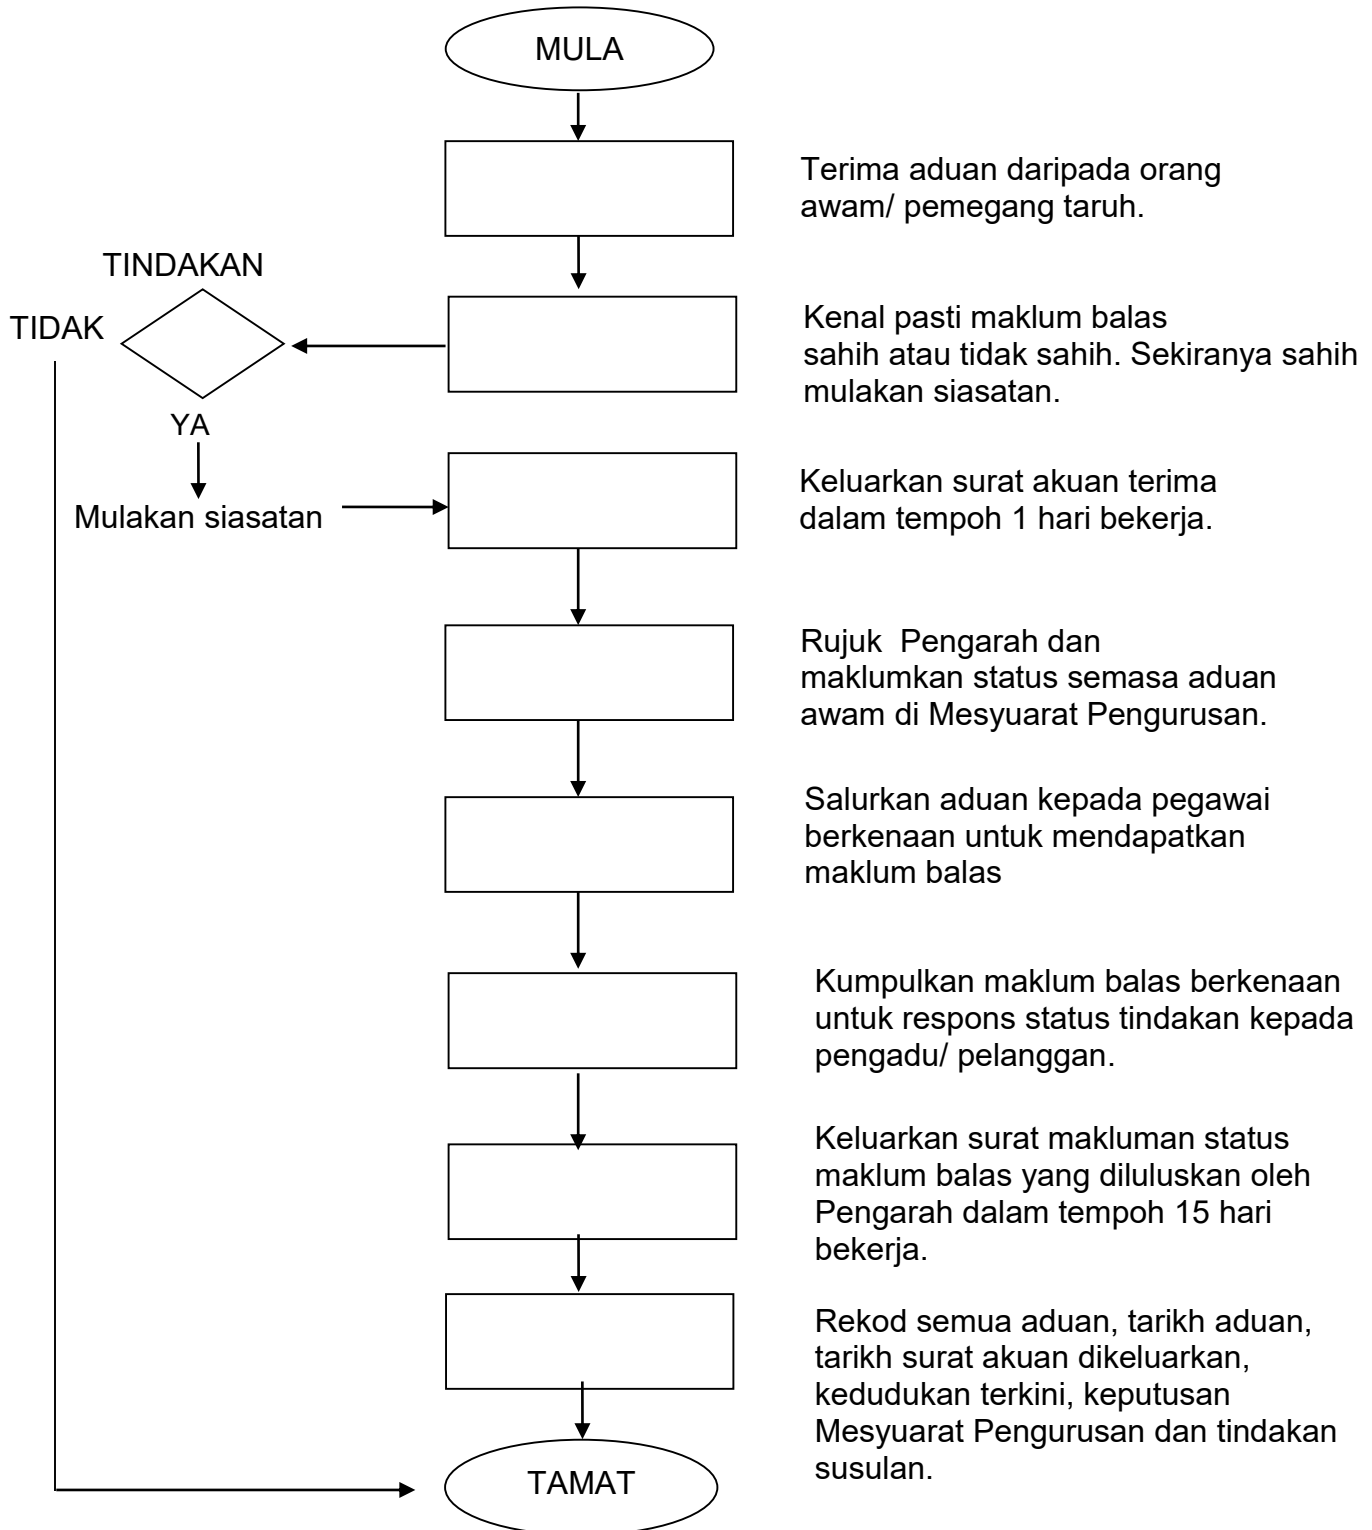 MULA
Terima aduan daripada orang
awam/ pemegang taruh.
TINDAKAN
TIDAK
Kenal pasti maklum balas
sahih atau tidak sahih. Sekiranya sahih
mulakan siasatan.
YA
Mulakan siasatan
Keluarkan surat akuan terima
dalam tempoh 1 hari bekerja.
Rujuk  Pengarah dan
maklumkan status semasa aduan
awam di Mesyuarat Pengurusan.
Salurkan aduan kepada pegawai
berkenaan untuk mendapatkan
maklum balas
Kumpulkan maklum balas berkenaan
untuk respons status tindakan kepada
pengadu/ pelanggan.
Keluarkan surat makluman status
maklum balas yang diluluskan oleh
Pengarah dalam tempoh 15 hari
bekerja.
Rekod semua aduan, tarikh aduan,
tarikh surat akuan dikeluarkan,
kedudukan terkini, keputusan
Mesyuarat Pengurusan dan tindakan
susulan.
TAMAT